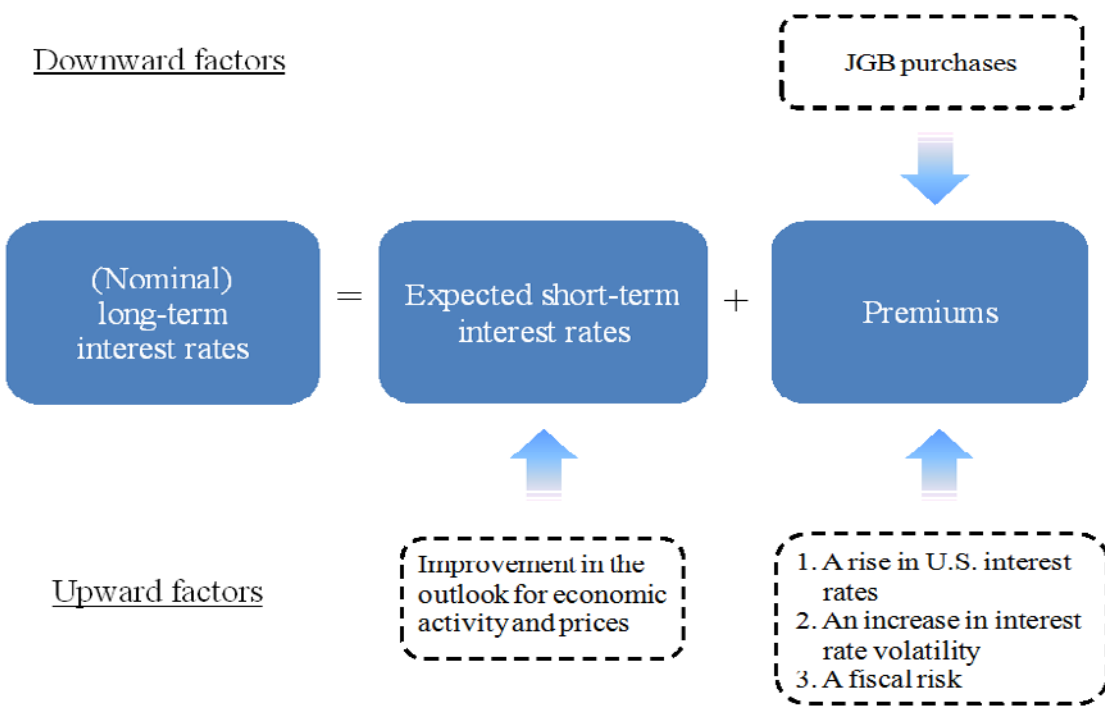 Downward factors
JGB purchases
(Nominal)
long-term
interest rates
=
Expected short-term
interest rates
+
Premiums
Upward factors
Improvement in the
outlook for economic
activity and prices
1. A rise in U.S. interest
rates
2. An increase in interest
rate volatility
3. A fiscal risk